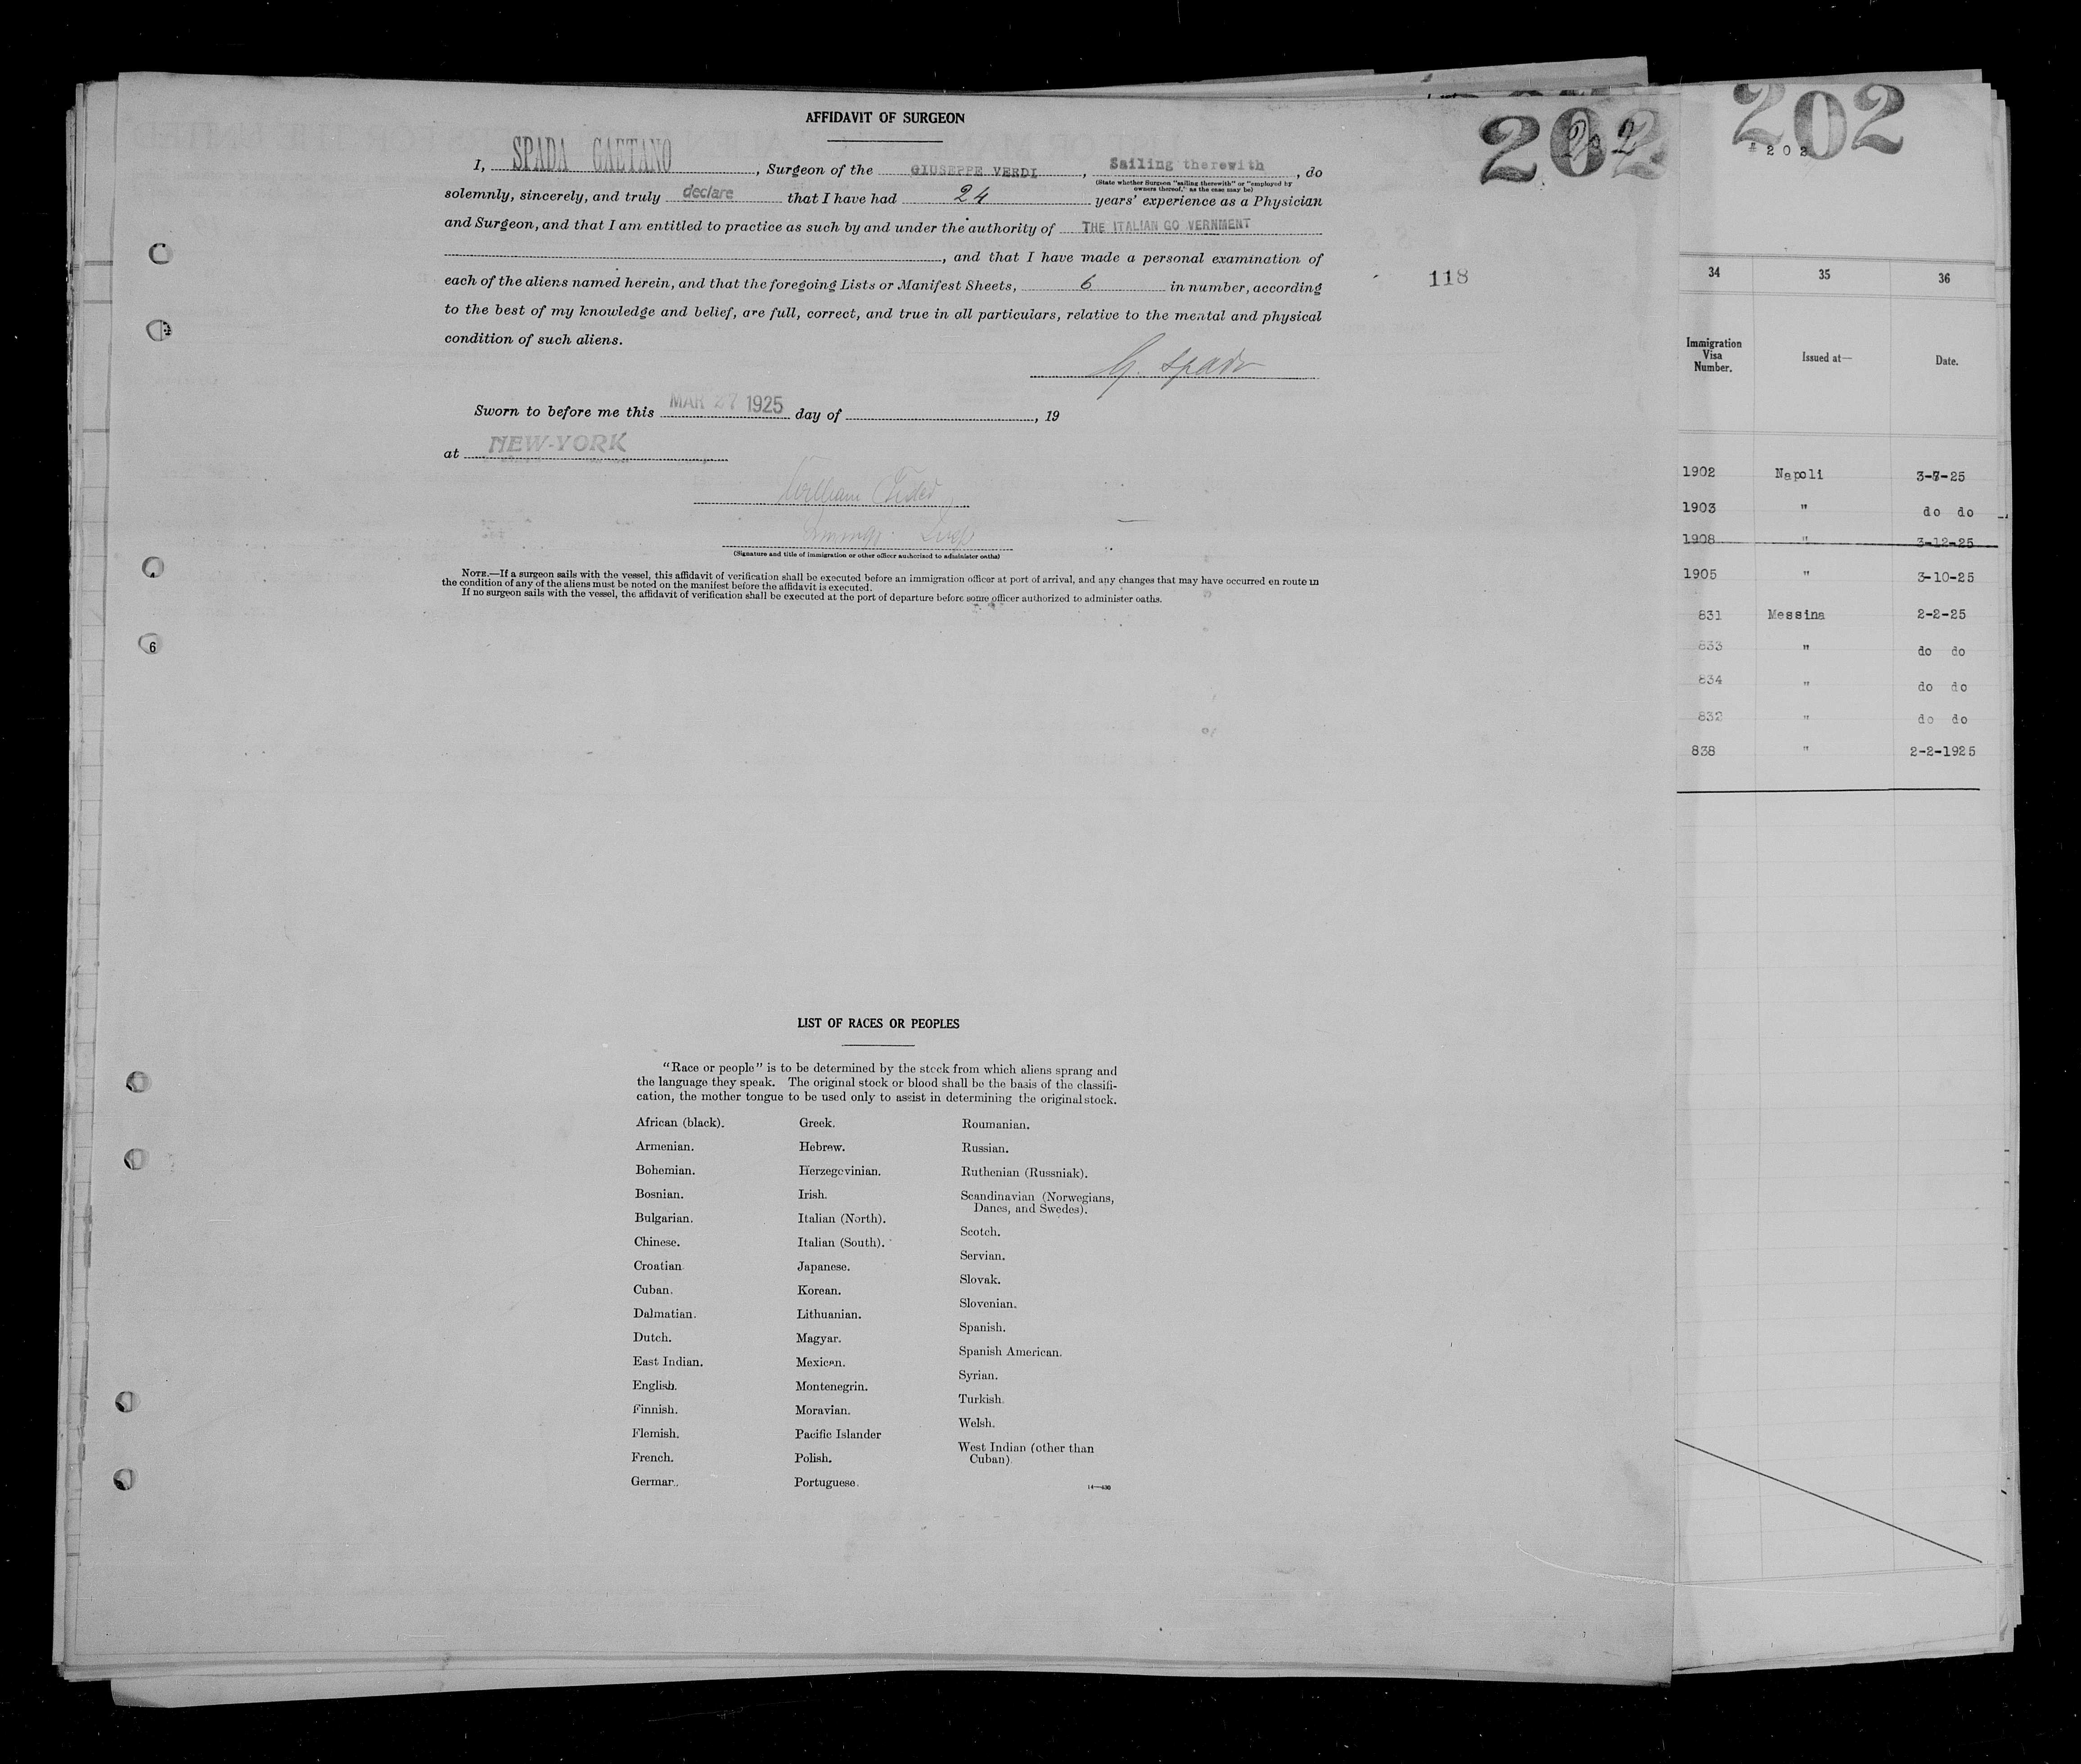 AFFIDAVIT OF SURGEON
202
I, SPADA GAETANO, Surgeon of the GIUSEPPE VERDI, Sailing therewith, do
(State whether Surgeon "sailing therewith" or "employed by
owners thereof," as the case may be)
solemnly, sincerely, and truly declare that I have had 24 years' experience as a Physician
and Surgeon, and that I am entitled to practice as such by and under the authority of THE ITALIAN GO VERNMENT
, and that I have made a personal examination of
each of the aliens named herein, and that the foregoing Lists or Manifest Sheets, 6 in number, according
118
to the best of my knowledge and belief, are full, correct, and true in all particulars, relative to the mental and physical
condition of such aliens.
G. Spada
Sworn to before me this MAR 27 1925 day of , 19
at NEW-YORK
William
(Signature and title of immigration or other officer authorized to administer oaths)
NOTE.—If a surgeon sails with the vessel, this affidavit of verification shall be executed before an immigration officer at port of arrival, and any changes that may have occurred en route in
the condition of any of the aliens must be noted on the manifest before the affidavit is executed.
If no surgeon sails with the vessel, the affidavit of verification shall be executed at the port of departure before some officer authorized to administer oaths.
6
LIST OF RACES OR PEOPLES
"Race or people" is to be determined by the stock from which aliens sprang and
the language they speak. The original stock or blood shall be the basis of the classifi-
cation, the mother tongue to be used only to assist in determining the original stock.
African (black).
Armenian.
Bohemian.
Bosnian.
Bulgarian.
Chinese.
Croatian
Cuban.
Dalmatian.
Dutch.
East Indian.
English.
Finnish.
Flemish.
French.
German.
Greek.
Hebrew.
Herzegovinian.
Irish.
Italian (North).
Italian (South).
Japanese.
Korean.
Lithuanian.
Magyar.
Mexican.
Montenegrin.
Moravian.
Pacific Islander
Polish.
Portuguese.
Roumanian.
Russian.
Ruthenian (Russniak).
Scandinavian (Norwegians,
Danes, and Swedes).
Scotch.
Servian.
Slovak.
Slovenian.
Spanish.
Spanish American.
Syrian.
Turkish.
Welsh.
West Indian (other than
Cuban)
14—430
202
202
34 35 36
Immigration
Visa
Number.
Issued at—
Date.
1902 Napoli 3-7-25
1903 " do do
1908 " 3-12-25
1905 " 3-10-25
831 Messina 2-2-25
833 " do do
834 " do do
832 " do do
838 " 2-2-1925